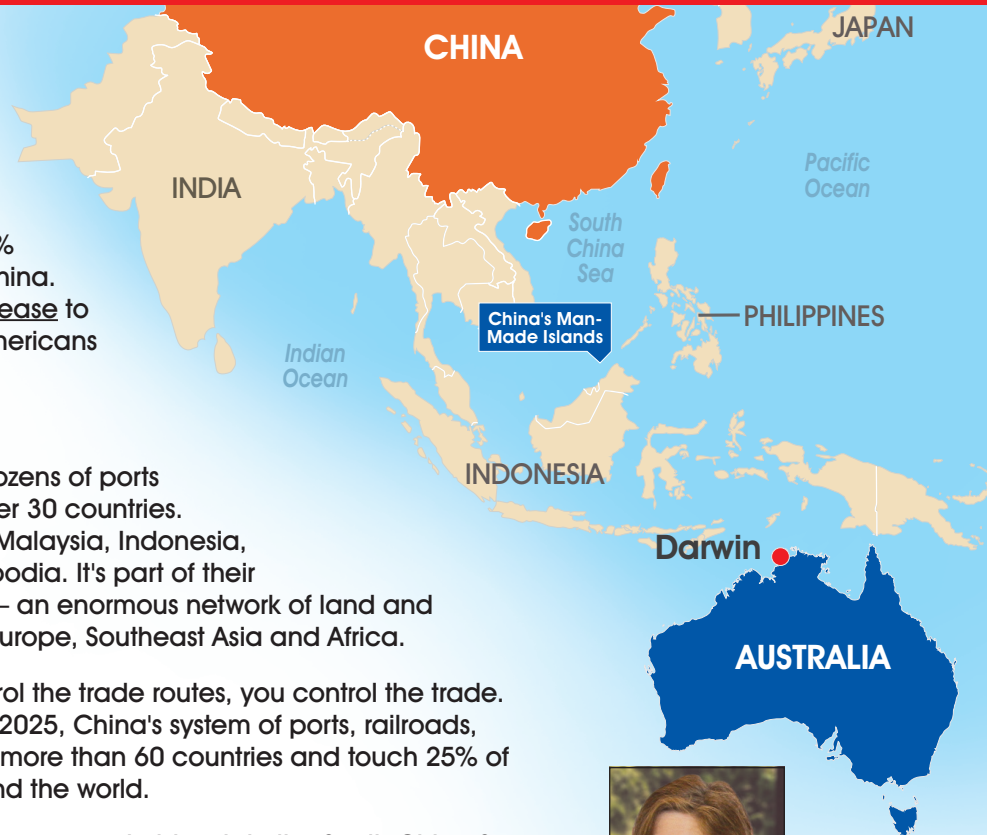 CHINA
JAPAN
INDIA
Pacific
Ocean
South
China
Sea
China's Man-
Made Islands
PHILIPPINES
Indian
Ocean
INDONESIA
Darwin
AUSTRALIA
%
hina.
ease to
mericans
ozens of ports
er 30 countries.
Malaysia, Indonesia,
bodia. It's part of their
– an enormous network of land and
urope, Southeast Asia and Africa.
rol the trade routes, you control the trade.
2025, China's system of ports, railroads,
more than 60 countries and touch 25% of
nd the world.